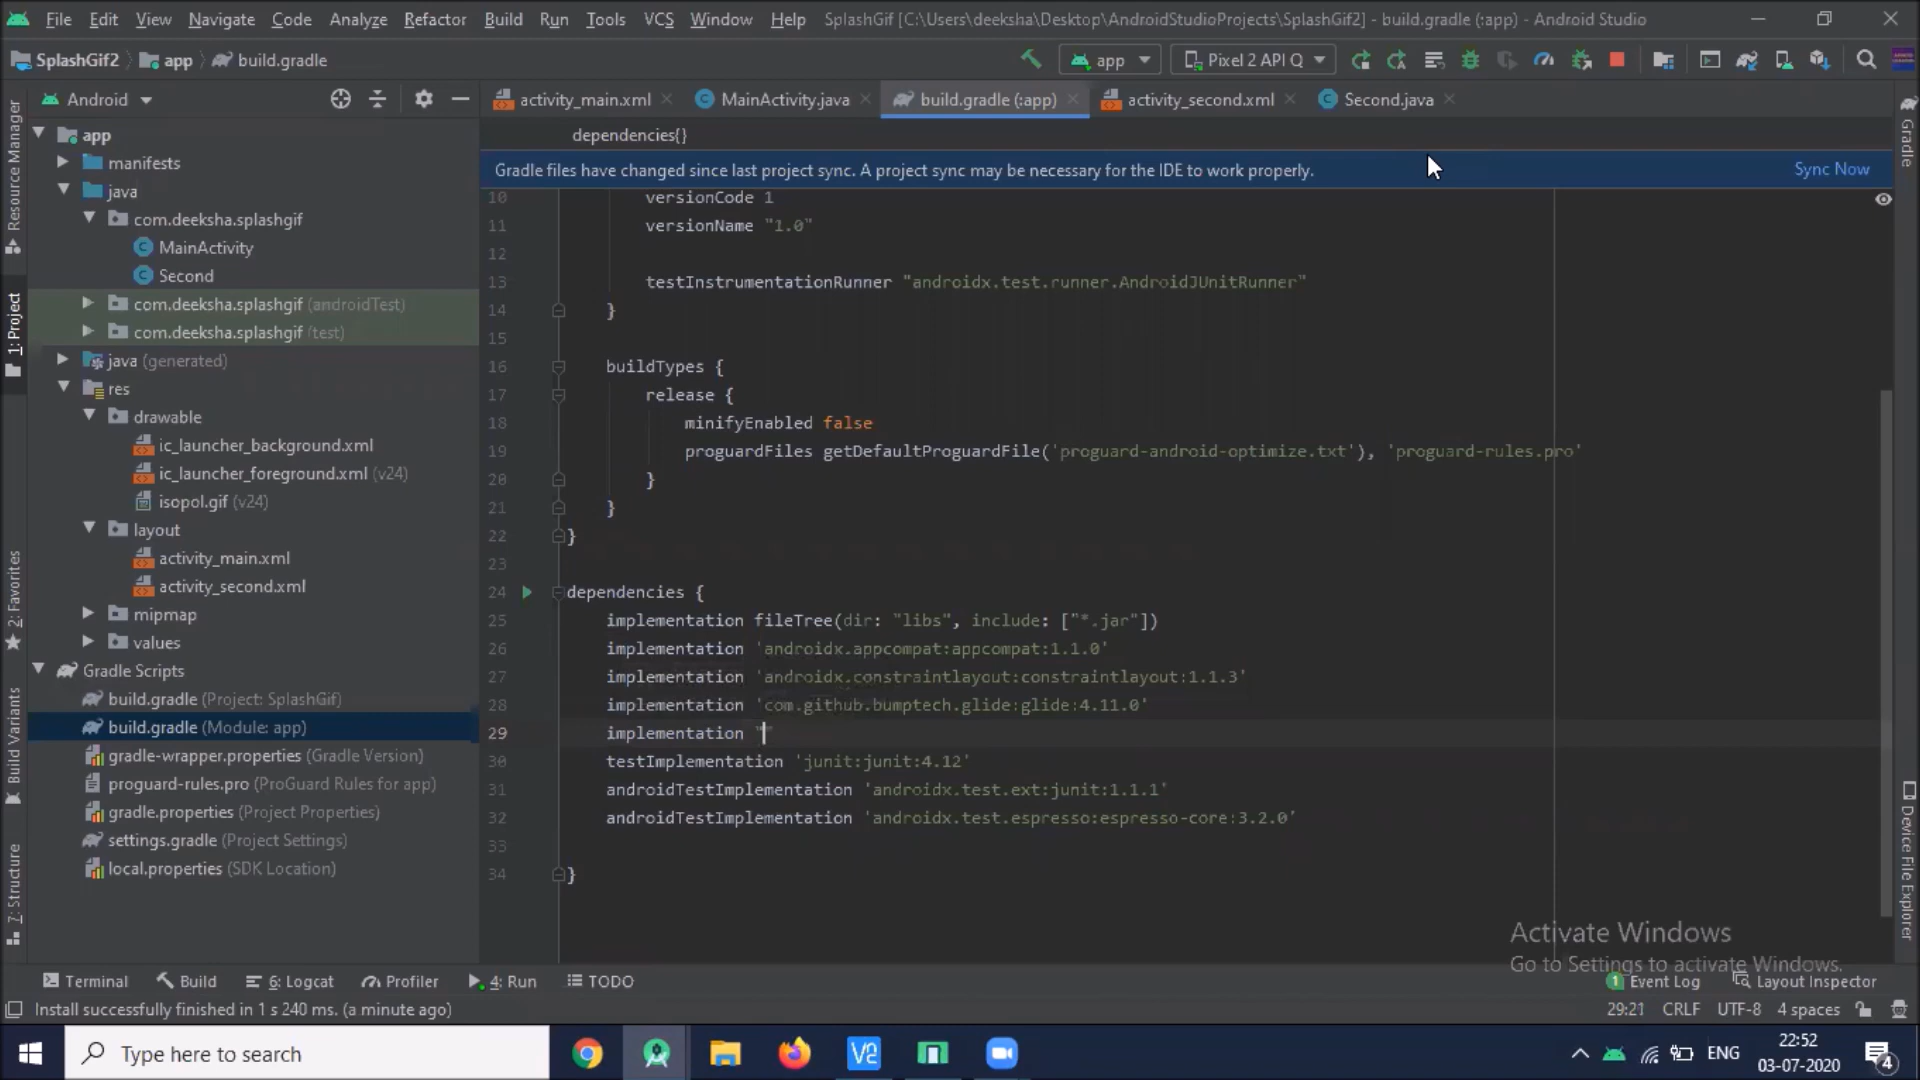 File Edit View Navigate Code Analyze Refactor Build Run Tools VCS Window Help SplashGif [C:\Users\deeksha\Desktop\AndroidStudioProjects\SplashGif2] - build.gradle (:app) - Android Studio
SplashGif2 app build.gradle app Pixel 2 API Q
Android activity_main.xml MainActivity.java build.gradle (:app) activity_second.xml Second.java
dependencies{}
Gradle files have changed since last project sync. A project sync may be necessary for the IDE to work properly. Sync Now
Resource Manager
1: Project
2: Favorites
Build Variants
7: Structure
app
manifests
java
com.deeksha.splashgif
MainActivity
Second
com.deeksha.splashgif (androidTest)
com.deeksha.splashgif (test)
java (generated)
res
drawable
ic_launcher_background.xml
ic_launcher_foreground.xml (v24)
isopol.gif (v24)
layout
activity_main.xml
activity_second.xml
mipmap
values
Gradle Scripts
build.gradle (Project: SplashGif)
build.gradle (Module: app)
gradle-wrapper.properties (Gradle Version)
proguard-rules.pro (ProGuard Rules for app)
gradle.properties (Project Properties)
settings.gradle (Project Settings)
local.properties (SDK Location)
10 versionCode 1
11 versionName "1.0"
12
13 testInstrumentationRunner "androidx.test.runner.AndroidJUnitRunner"
14 }
15
16 buildTypes {
17 release {
18 minifyEnabled false
19 proguardFiles getDefaultProguardFile('proguard-android-optimize.txt'), 'proguard-rules.pro'
20 }
21 }
22 }
23
24 dependencies {
25 implementation fileTree(dir: "libs", include: ["*.jar"])
26 implementation 'androidx.appcompat:appcompat:1.1.0'
27 implementation 'androidx.constraintlayout:constraintlayout:1.1.3'
28 implementation 'com.github.bumptech.glide:glide:4.11.0'
29 implementation ''
30 testImplementation 'junit:junit:4.12'
31 androidTestImplementation 'androidx.test.ext:junit:1.1.1'
32 androidTestImplementation 'androidx.test.espresso:espresso-core:3.2.0'
33
34 }
Gradle
Device File Explorer
Activate Windows
Go to Settings to activate Windows.
Terminal Build 6: Logcat Profiler 4: Run TODO 1 Event Log Layout Inspector
Install successfully finished in 1 s 240 ms. (a minute ago) 29:21 CRLF UTF-8 4 spaces
Type here to search ENG 22:52
03-07-2020 4